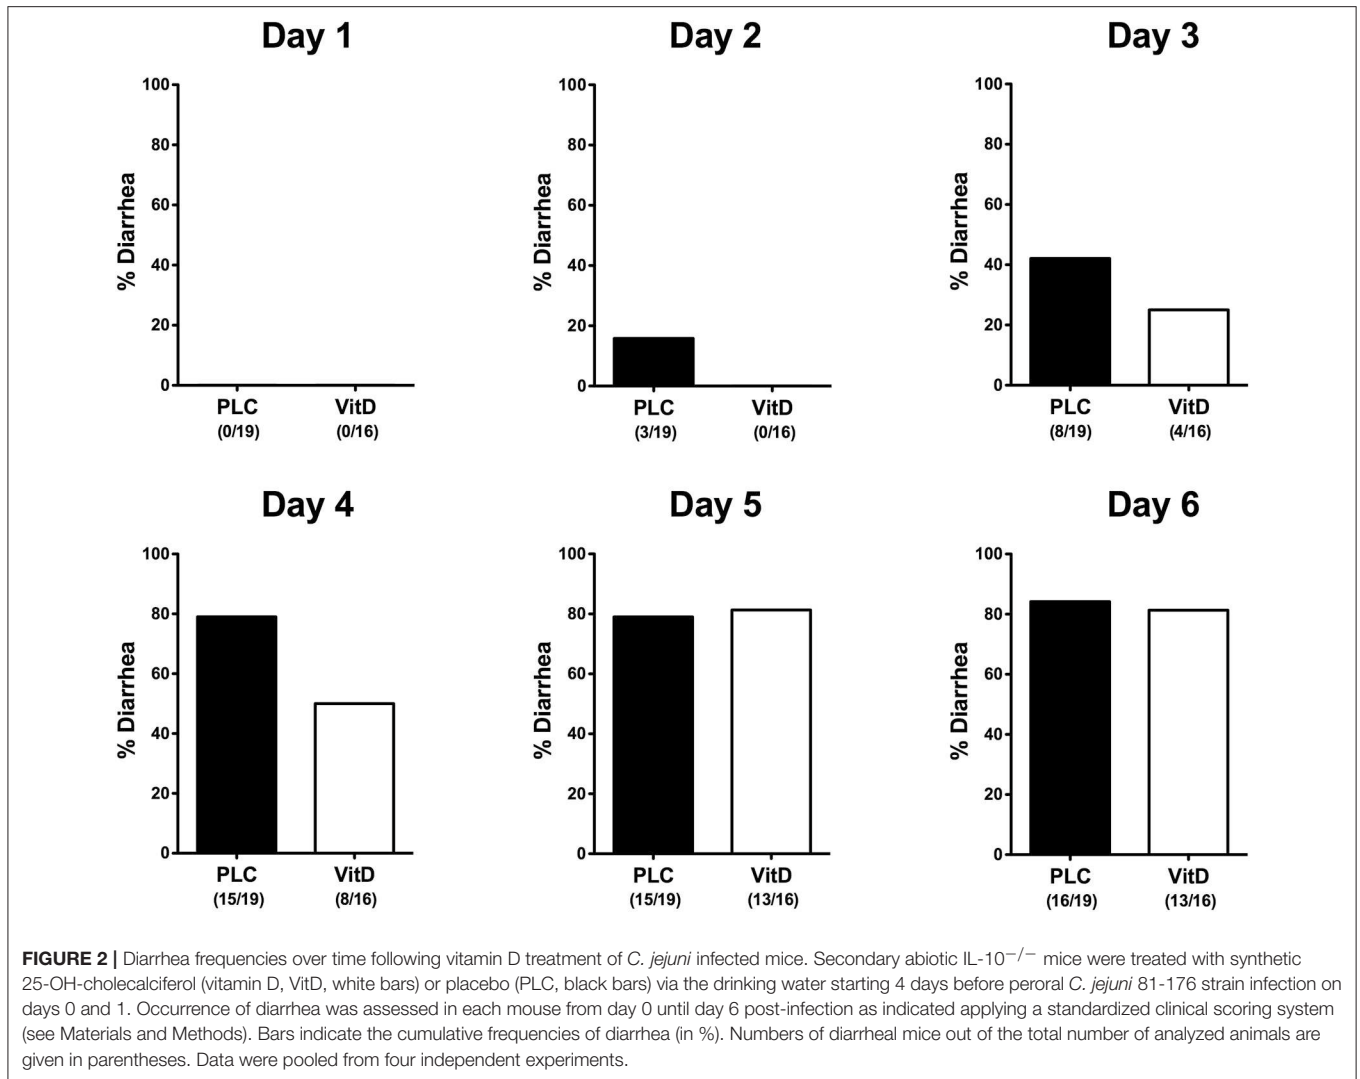 Day 1
Day 2
Day 3
100
80
60
40
20
0
% Diarrhea
PLC
VitD
(0/19)
(0/16)
100
80
60
40
20
0
% Diarrhea
PLC
VitD
(3/19)
(0/16)
100
80
60
40
20
0
% Diarrhea
PLC
VitD
(8/19)
(4/16)
Day 4
Day 5
Day 6
100
80
60
40
20
0
% Diarrhea
PLC
VitD
(15/19)
(8/16)
100
80
60
40
20
0
% Diarrhea
PLC
VitD
(15/19)
(13/16)
100
80
60
40
20
0
% Diarrhea
PLC
VitD
(16/19)
(13/16)
FIGURE 2 | Diarrhea frequencies over time following vitamin D treatment of C. jejuni infected mice. Secondary abiotic IL-10−/− mice were treated with synthetic
25-OH-cholecalciferol (vitamin D, VitD, white bars) or placebo (PLC, black bars) via the drinking water starting 4 days before peroral C. jejuni 81-176 strain infection on
days 0 and 1. Occurrence of diarrhea was assessed in each mouse from day 0 until day 6 post-infection as indicated applying a standardized clinical scoring system
(see Materials and Methods). Bars indicate the cumulative frequencies of diarrhea (in %). Numbers of diarrheal mice out of the total number of analyzed animals are
given in parentheses. Data were pooled from four independent experiments.